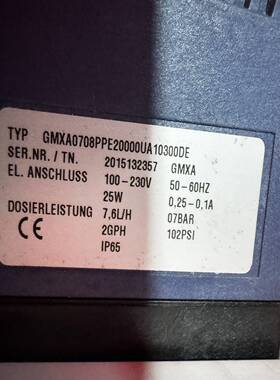 TYP GMXA0708PPE20000UA10300DE
SER.NR./TN. 2015132357 GMXA
EL. ANSCHLUSS 100-230V 50-60HZ
25W 0,25-0,1A
DOSIERLEISTUNG 7,6L/H 07BAR
CE 2GPH 102PSI
IP65